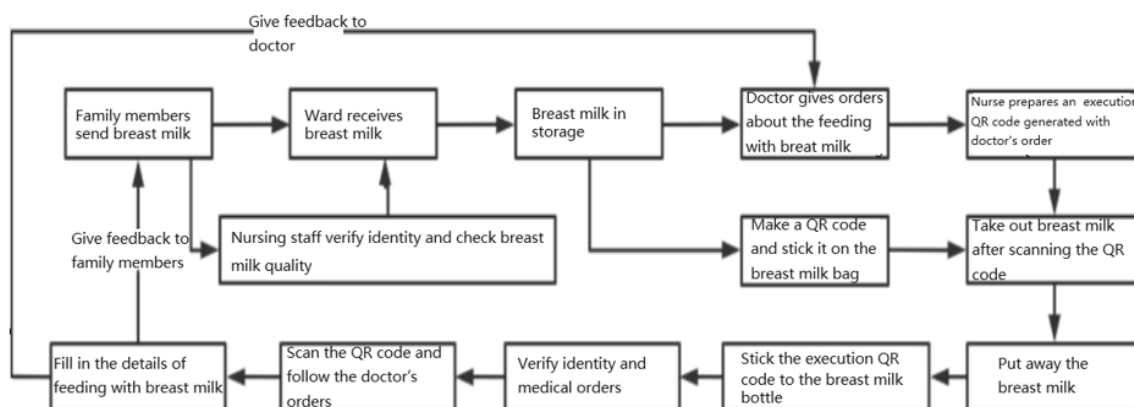 Give feedback to
doctor
Family members
send breast milk
Ward receives
breast milk
Breast milk in
storage
Doctor gives orders
about the feeding
with breat milk
Nurse prepares an execution
QR code generated with
doctor's order
Give feedback to
family members
Nursing staff verify identity and check breast
milk quality
Make a QR code
and stick it on the
breast milk bag
Take out breast milk
after scanning the QR
code
Fill in the details of
feeding with breast milk
Scan the QR code and
follow the doctor's
orders
Verify identity and
medical orders
Stick the execution QR
code to the breast milk
bottle
Put away the
breast milk